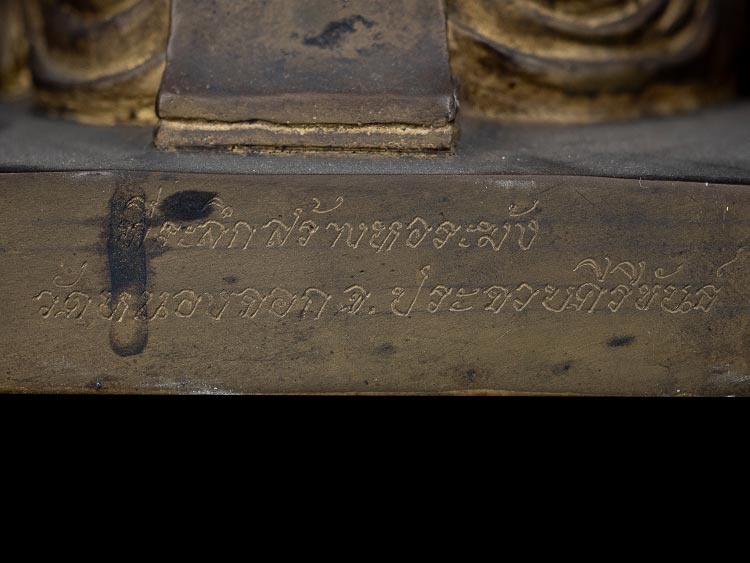 ที่ระลึกสร้างหอระฆัง
วัดหนองจอก จ.ประจวบคีรีขันธ์